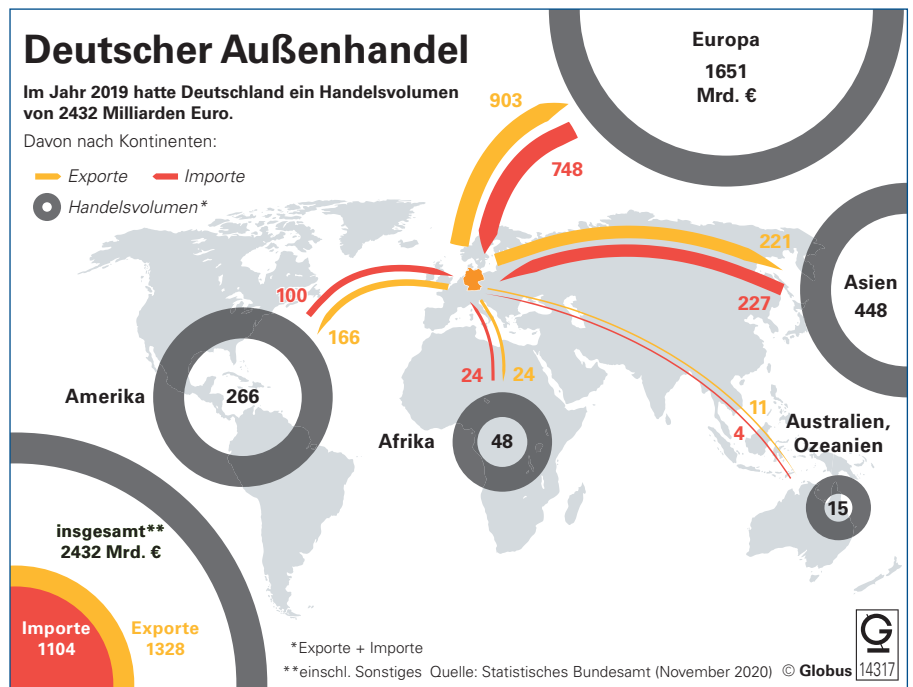 Deutscher Außenhandel
Im Jahr 2019 hatte Deutschland ein Handelsvolumen
von 2432 Milliarden Euro.
Davon nach Kontinenten:
Exporte
Importe
Handelsvolumen*
903
748
Europa
1651
Mrd. €
221
227
Asien
448
100
166
Amerika
266
24
24
Afrika
48
11
4
Australien,
Ozeanien
15
insgesamt**
2432 Mrd. €
Importe
1104
Exporte
1328
*Exporte + Importe
**einschl. Sonstiges Quelle: Statistisches Bundesamt (November 2020) © Globus
G
14317